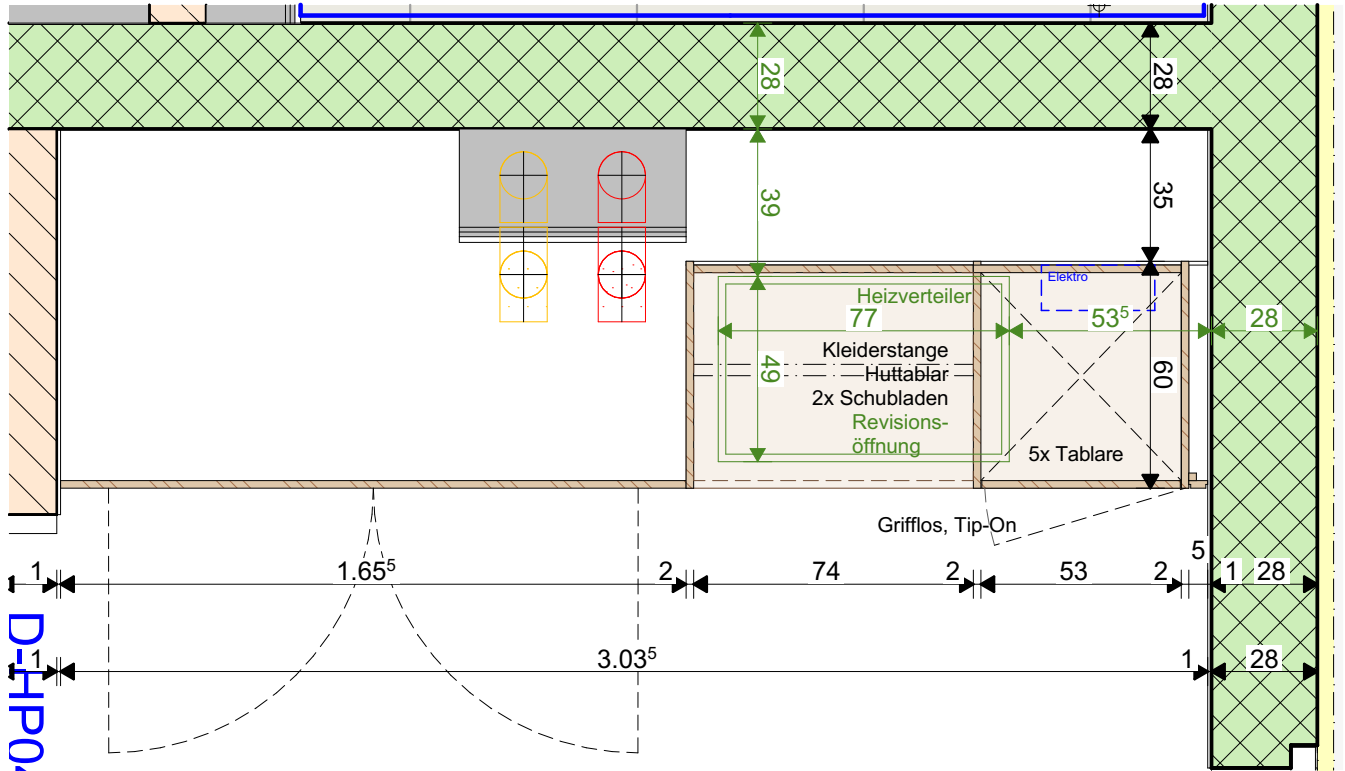 28
28
39
35
Elektro
Heizverteiler
77
53⁵
28
Kleiderstange
49
60
Huttablar
2x Schubladen
Revisions-
öffnung
5x Tablare
Grifflos, Tip-On
5
1
1.65⁵
2
74
2
53
2
1
28
1
3.03⁵
1
28